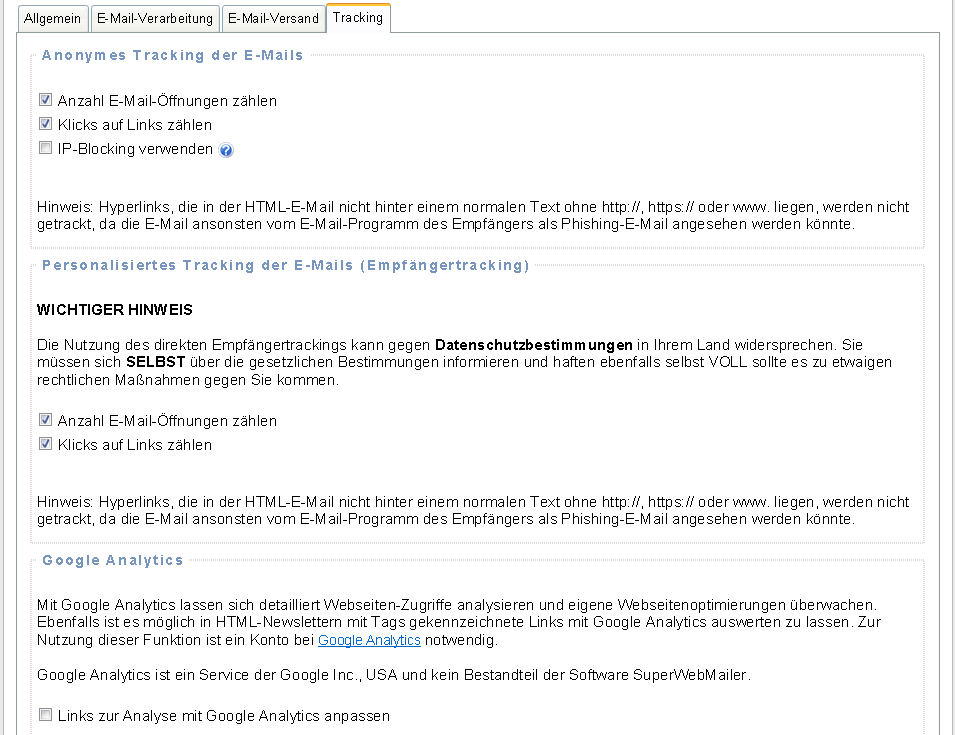 Allgemein E-Mail-Verarbeitung E-Mail-Versand Tracking
Anonymes Tracking der E-Mails
Anzahl E-Mail-Öffnungen zählen
Klicks auf Links zählen
IP-Blocking verwenden ?
Hinweis: Hyperlinks, die in der HTML-E-Mail nicht hinter einem normalen Text ohne http://, https:// oder www. liegen, werden nicht
getrackt, da die E-Mail ansonsten vom E-Mail-Programm des Empfängers als Phishing-E-Mail angesehen werden könnte.
Personalisiertes Tracking der E-Mails (Empfängertracking)
WICHTIGER HINWEIS
Die Nutzung des direkten Empfängertrackings kann gegen Datenschutzbestimmungen in Ihrem Land widersprechen. Sie
müssen sich SELBST über die gesetzlichen Bestimmungen informieren und haften ebenfalls selbst VOLL sollte es zu etwaigen
rechtlichen Maßnahmen gegen Sie kommen.
Anzahl E-Mail-Öffnungen zählen
Klicks auf Links zählen
Hinweis: Hyperlinks, die in der HTML-E-Mail nicht hinter einem normalen Text ohne http://, https:// oder www. liegen, werden nicht
getrackt, da die E-Mail ansonsten vom E-Mail-Programm des Empfängers als Phishing-E-Mail angesehen werden könnte.
Google Analytics
Mit Google Analytics lassen sich detailliert Webseiten-Zugriffe analysieren und eigene Webseitenoptimierungen überwachen.
Ebenfalls ist es möglich in HTML-Newslettern mit Tags gekennzeichnete Links mit Google Analytics auswerten zu lassen. Zur
Nutzung dieser Funktion ist ein Konto bei Google Analytics notwendig.
Google Analytics ist ein Service der Google Inc., USA und kein Bestandteil der Software SuperWebMailer.
Links zur Analyse mit Google Analytics anpassen